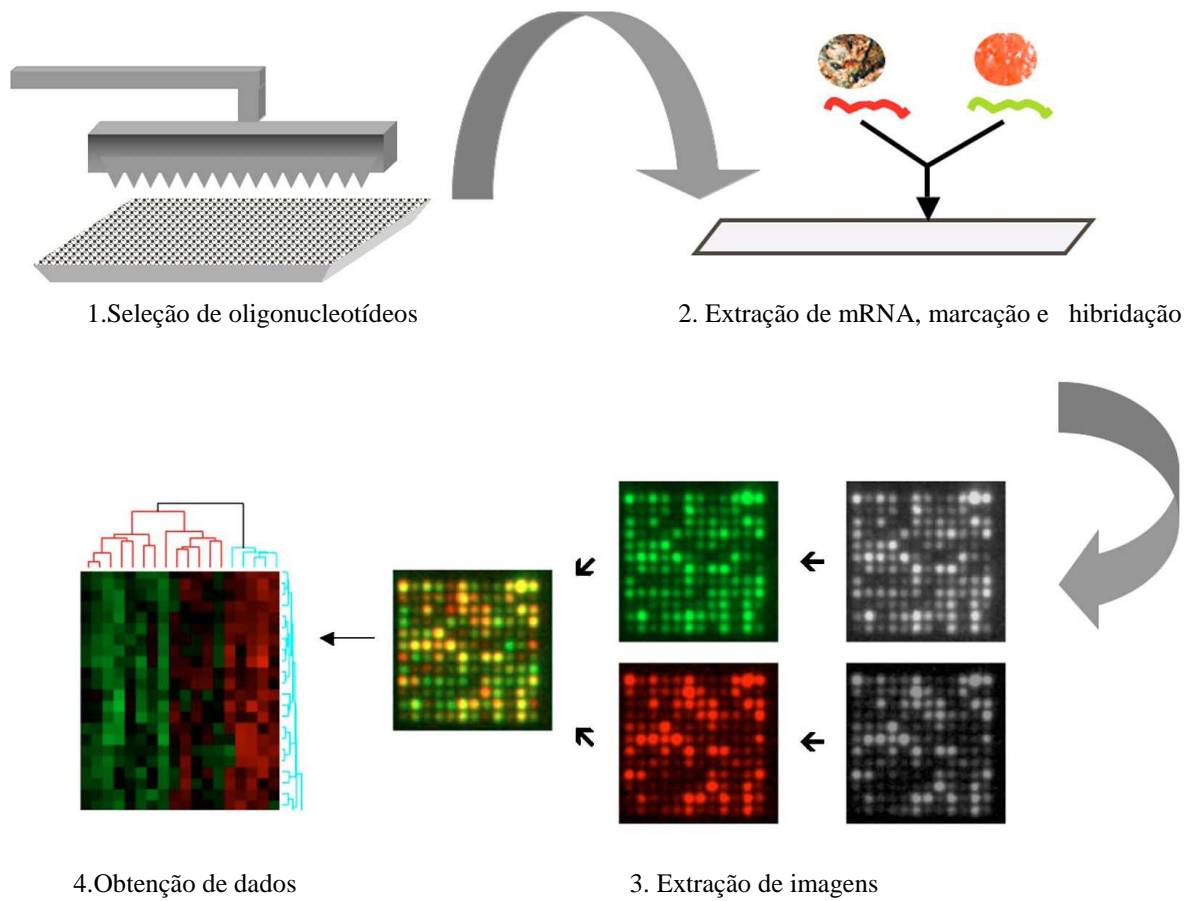 1.Seleção de oligonucleotídeos
2. Extração de mRNA, marcação e hibridação
4.Obtenção de dados
3. Extração de imagens